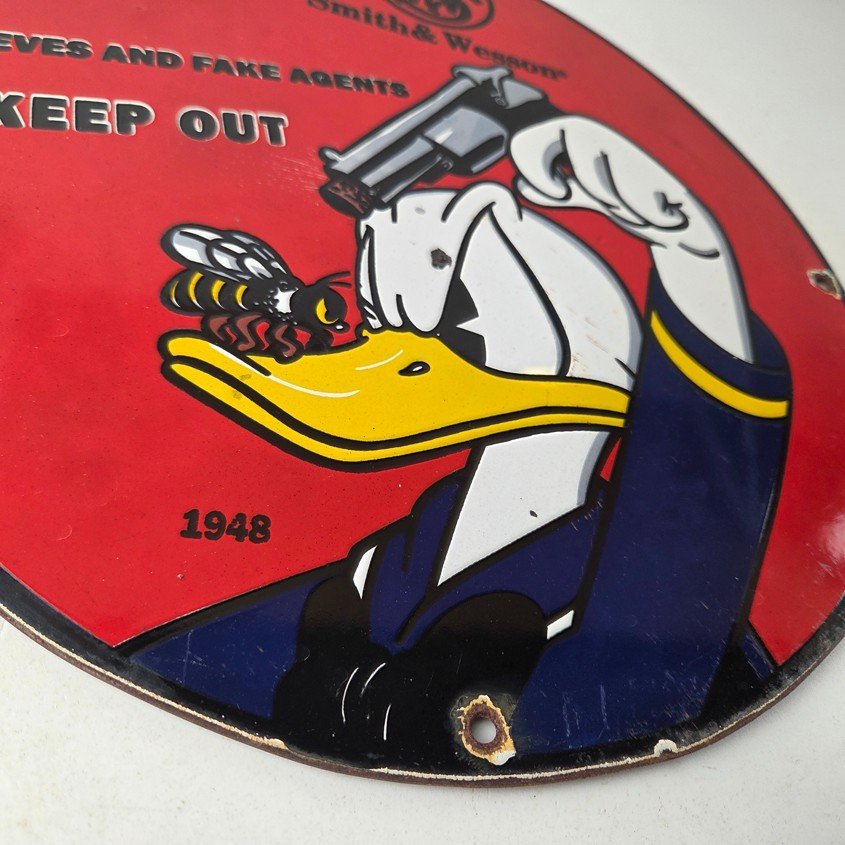 Smith & Wesson®
EVES AND FAKE AGENTS
KEEP OUT
1948